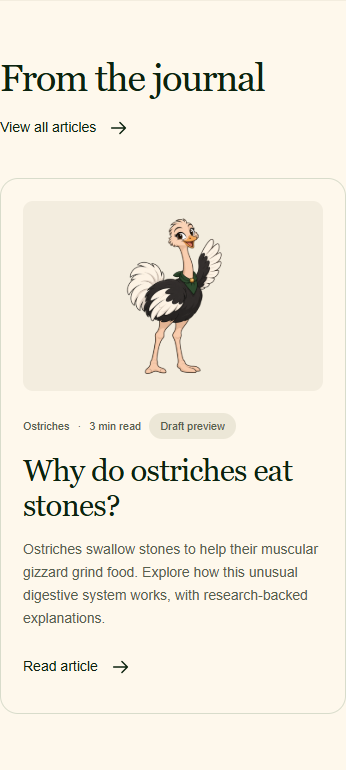 From the journal
View all articles →
Ostriches · 3 min read Draft preview
Why do ostriches eat
stones?
Ostriches swallow stones to help their muscular
gizzard grind food. Explore how this unusual
digestive system works, with research-backed
explanations.
Read article →